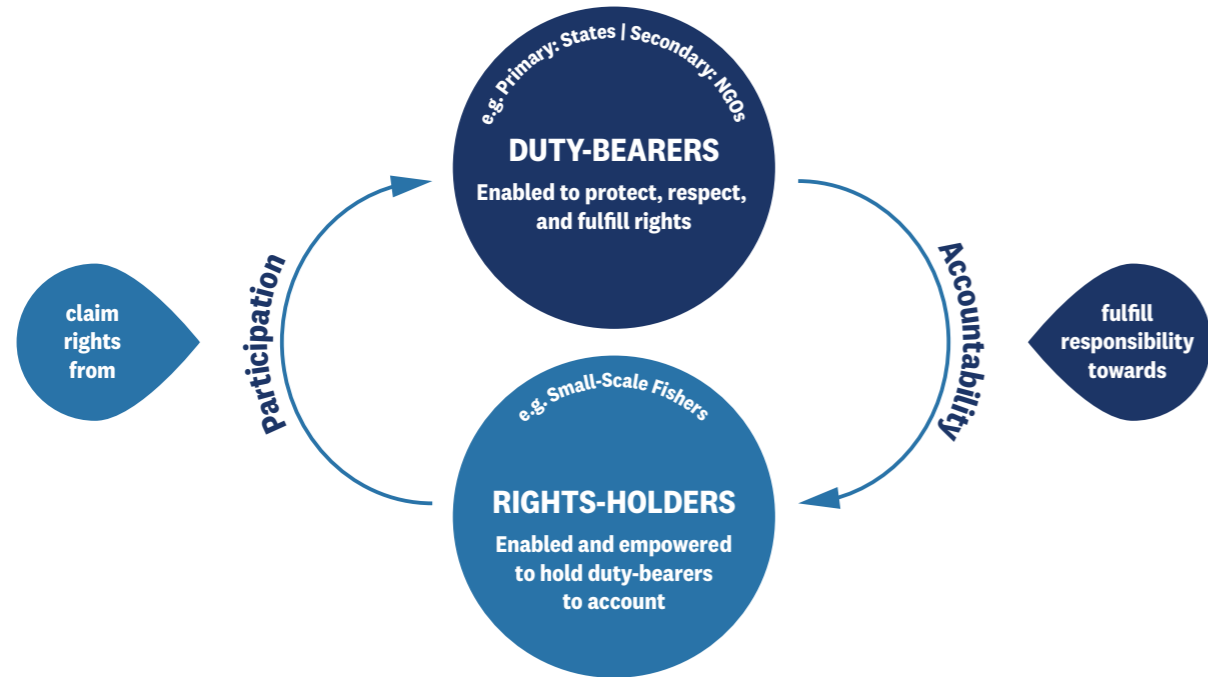 e.g. Primary: States | Secondary: NGOs
DUTY-BEARERS
Enabled to protect, respect,
and fulfill rights
Participation
Accountability
claim
rights
from
fulfill
responsibility
towards
e.g. Small-Scale Fishers
RIGHTS-HOLDERS
Enabled and empowered
to hold duty-bearers
to account